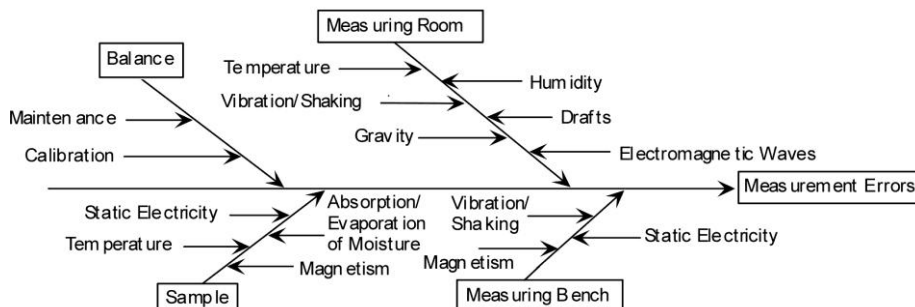 Measuring Room
Balance
Temperature
Humidity
Vibration/Shaking
Maintenance
Drafts
Gravity
Calibration
Electromagnetic Waves
Measurement Errors
Static Electricity
Absorption/
Evaporation
of Moisture
Vibration/
Shaking
Temperature
Static Electricity
Magnetism
Magnetism
Sample
Measuring Bench